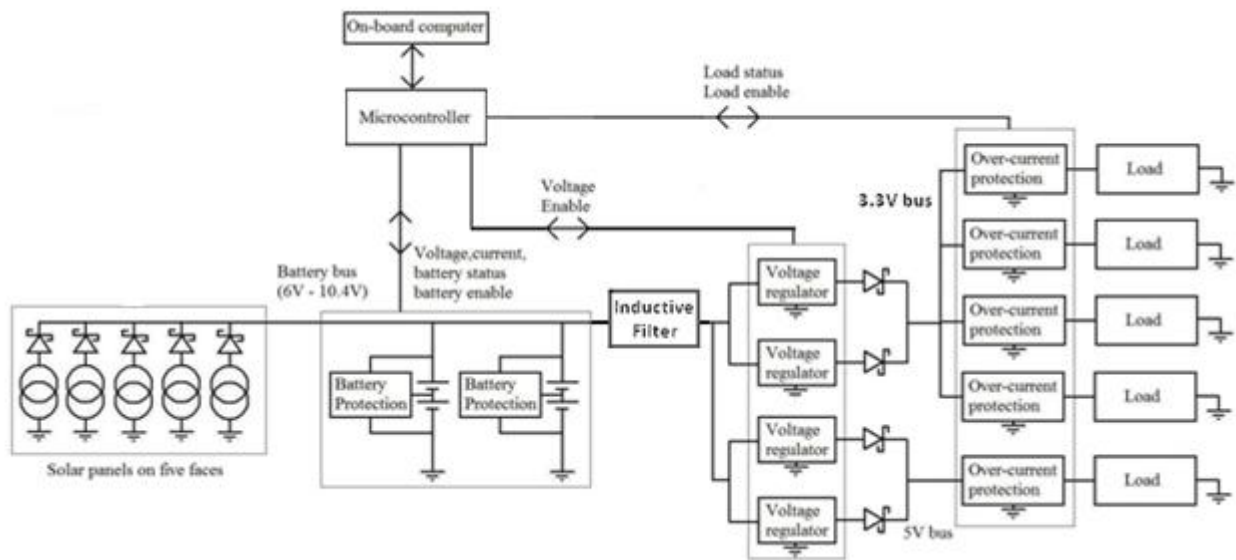 On-board computer
Microcontroller
Load status
Load enable
Voltage
Enable
Voltage,current,
battery status
battery enable
Battery bus
(6V - 10.4V)
Solar panels on five faces
Battery
Protection
Battery
Protection
Inductive
Filter
Voltage
regulator
Voltage
regulator
Voltage
regulator
Voltage
regulator
3.3V bus
5V bus
Over-current
protection
Load
Over-current
protection
Load
Over-current
protection
Load
Over-current
protection
Load
Over-current
protection
Load